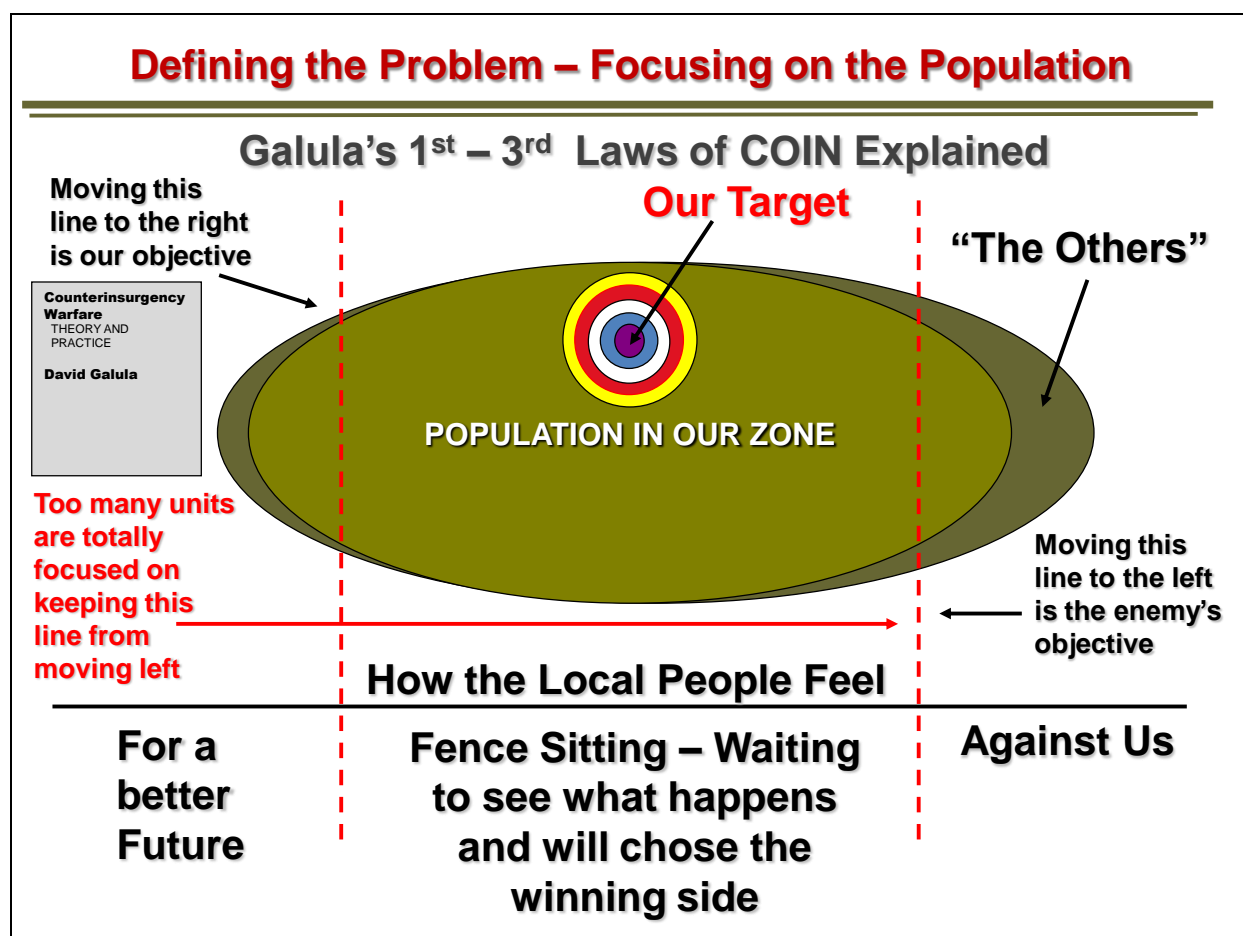 Defining the Problem – Focusing on the Population
Galula’s 1st – 3rd Laws of COIN Explained
Moving this
line to the right
is our objective
Our Target
“The Others”
Counterinsurgency
Warfare
THEORY AND
PRACTICE
David Galula
POPULATION IN OUR ZONE
Too many units
are totally
focused on
keeping this
line from
moving left
Moving this
line to the left
is the enemy’s
objective
How the Local People Feel
For a
better
Future
Fence Sitting – Waiting
to see what happens
and will chose the
winning side
Against Us